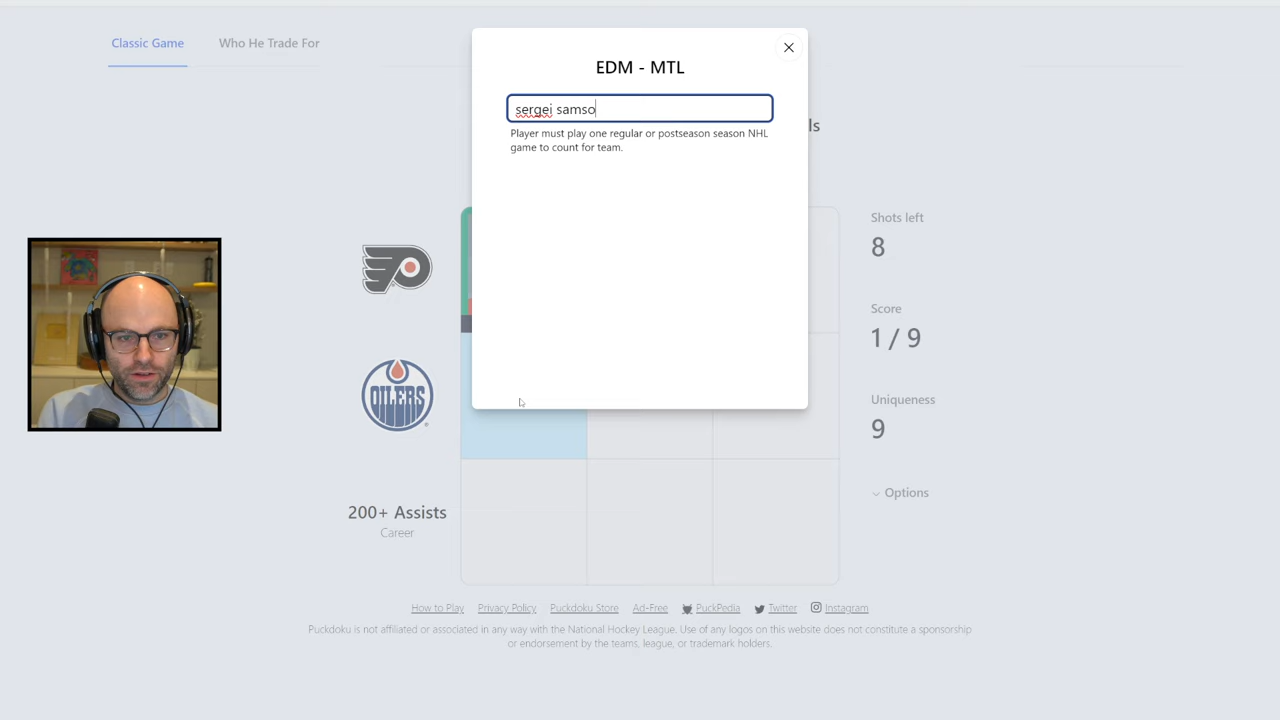 Classic Game
Who He Trade For
EDM - MTL
sergei samso
Player must play one regular or postseason season NHL
game to count for team.
ls
Shots left
8
Score
1 / 9
OILERS
Uniqueness
9
Options
200+ Assists
Career
How to Play
Privacy Policy
Puckdoku Store
Ad-Free
PuckPedia
Twitter
Instagram
Puckdoku is not affiliated or associated in any way with the National Hockey League. Use of any logos on this website does not constitute a sponsorship
or endorsement by the teams, league, or trademark holders.